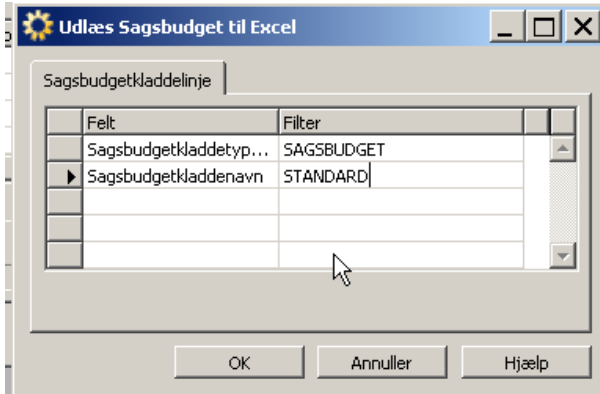 Udlæs Sagsbudget til Excel
Sagsbudgetkladdelinje
Felt Filter
Sagsbudgetkladdetyp... SAGSBUDGET
Sagsbudgetkladdenavn STANDARD
OK Annuller Hjælp